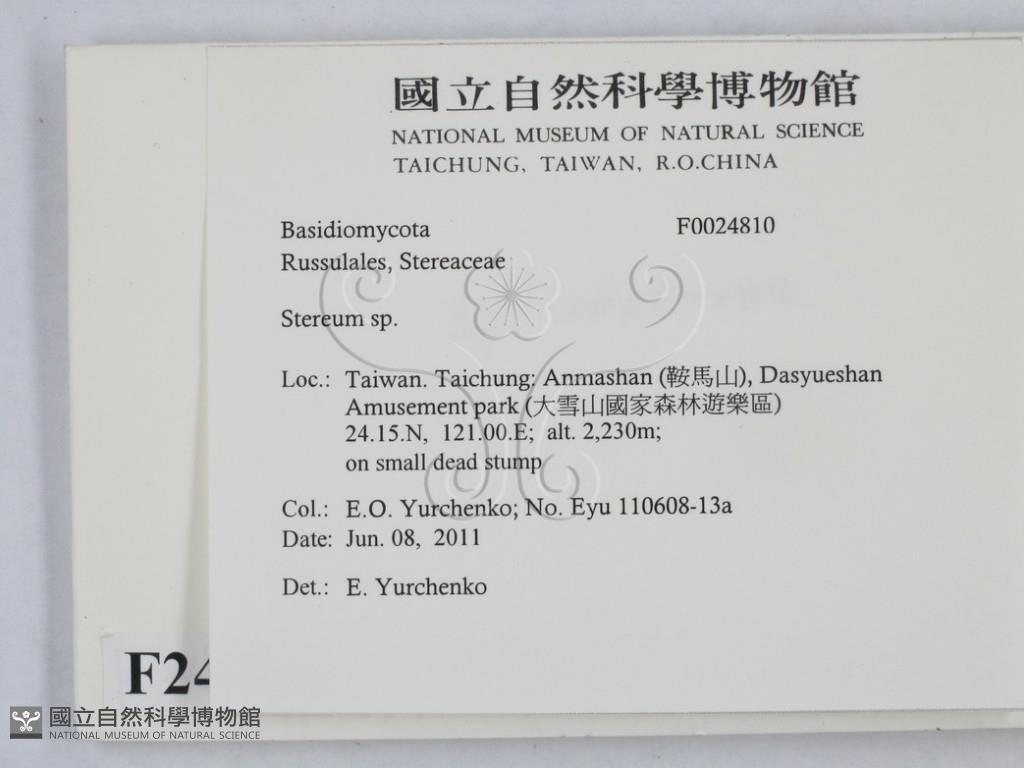 國立自然科學博物館
NATIONAL MUSEUM OF NATURAL SCIENCE
TAICHUNG, TAIWAN, R.O.CHINA
Basidiomycota F0024810
Russulales, Stereaceae
Stereum sp.
Loc.: Taiwan. Taichung: Anmashan (鞍馬山), Dasyueshan
Amusement park (大雪山國家森林遊樂區)
24.15.N, 121.00.E; alt. 2,230m;
on small dead stump
Col.: E.O. Yurchenko; No. Eyu 110608-13a
Date: Jun. 08, 2011
Det.: E. Yurchenko
F24
國立自然科學博物館
NATIONAL MUSEUM OF NATURAL SCIENCE